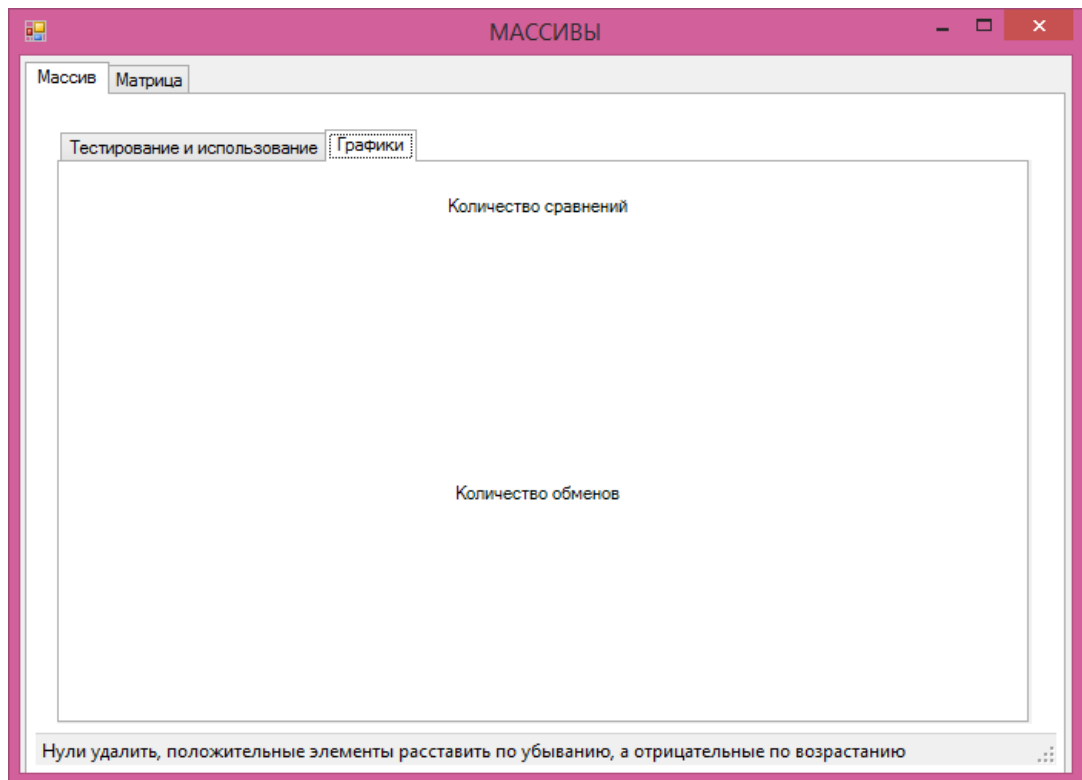 МАССИВЫ
Массив Матрица
Тестирование и использование Графики
Количество сравнений
Количество обменов
Нули удалить, положительные элементы расставить по убыванию, а отрицательные по возрастанию